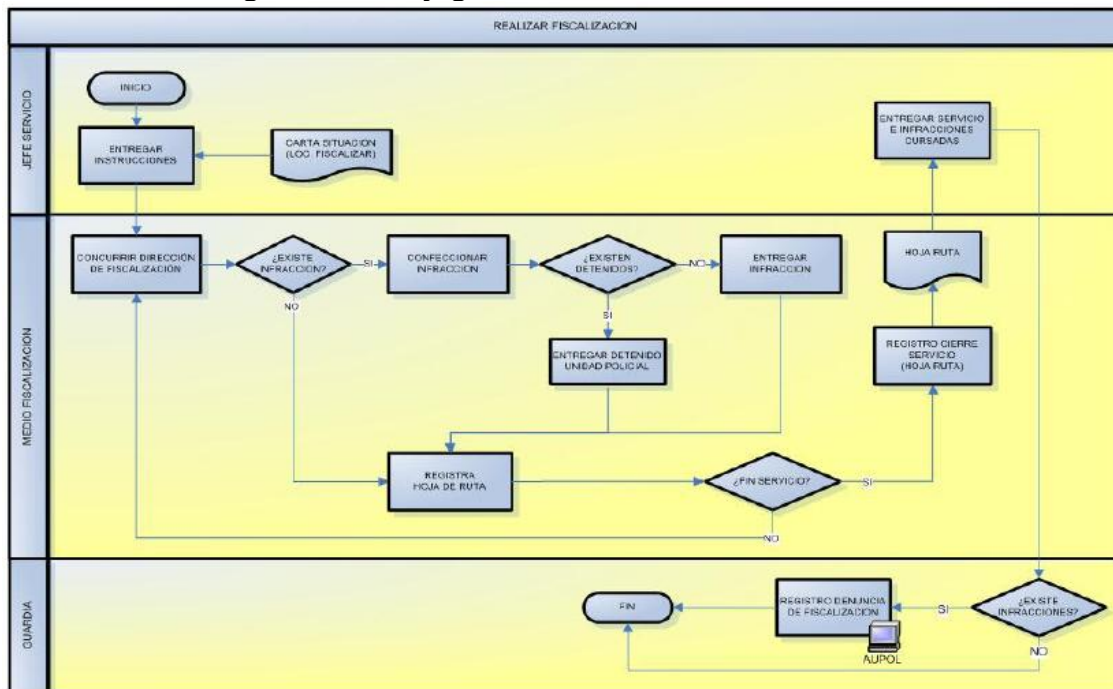 REALIZAR FISCALIZACION
JEFE SERVICIO
INICIO
ENTREGAR
INSTRUCCIONES
CARTA SITUACION
(LOC. FISCALIZAR)
ENTREGAR SERVICIO
E INFRACCIONES
CURSADAS
MEDIO FISCALIZACION
CONCURRIR DIRECCIÓN
DE FISCALIZACIÓN
¿EXISTE
INFRACCION?
SI
CONFECCIONAR
INFRACCION
¿EXISTEN
DETENIDOS?
NO
ENTREGAR
INFRACCION
HOJA RUTA
NO
SI
ENTREGAR DETENIDO
UNIDAD POLICIAL
REGISTRO CIERRE
SERVICIO
(HOJA RUTA)
REGISTRA
HOJA DE RUTA
¿FIN SERVICIO?
SI
NO
GUARDIA
FIN
REGISTRO DENUNCIA
DE FISCALIZACION
AUPOL
SI
¿EXISTE
INFRACCIONES?
NO